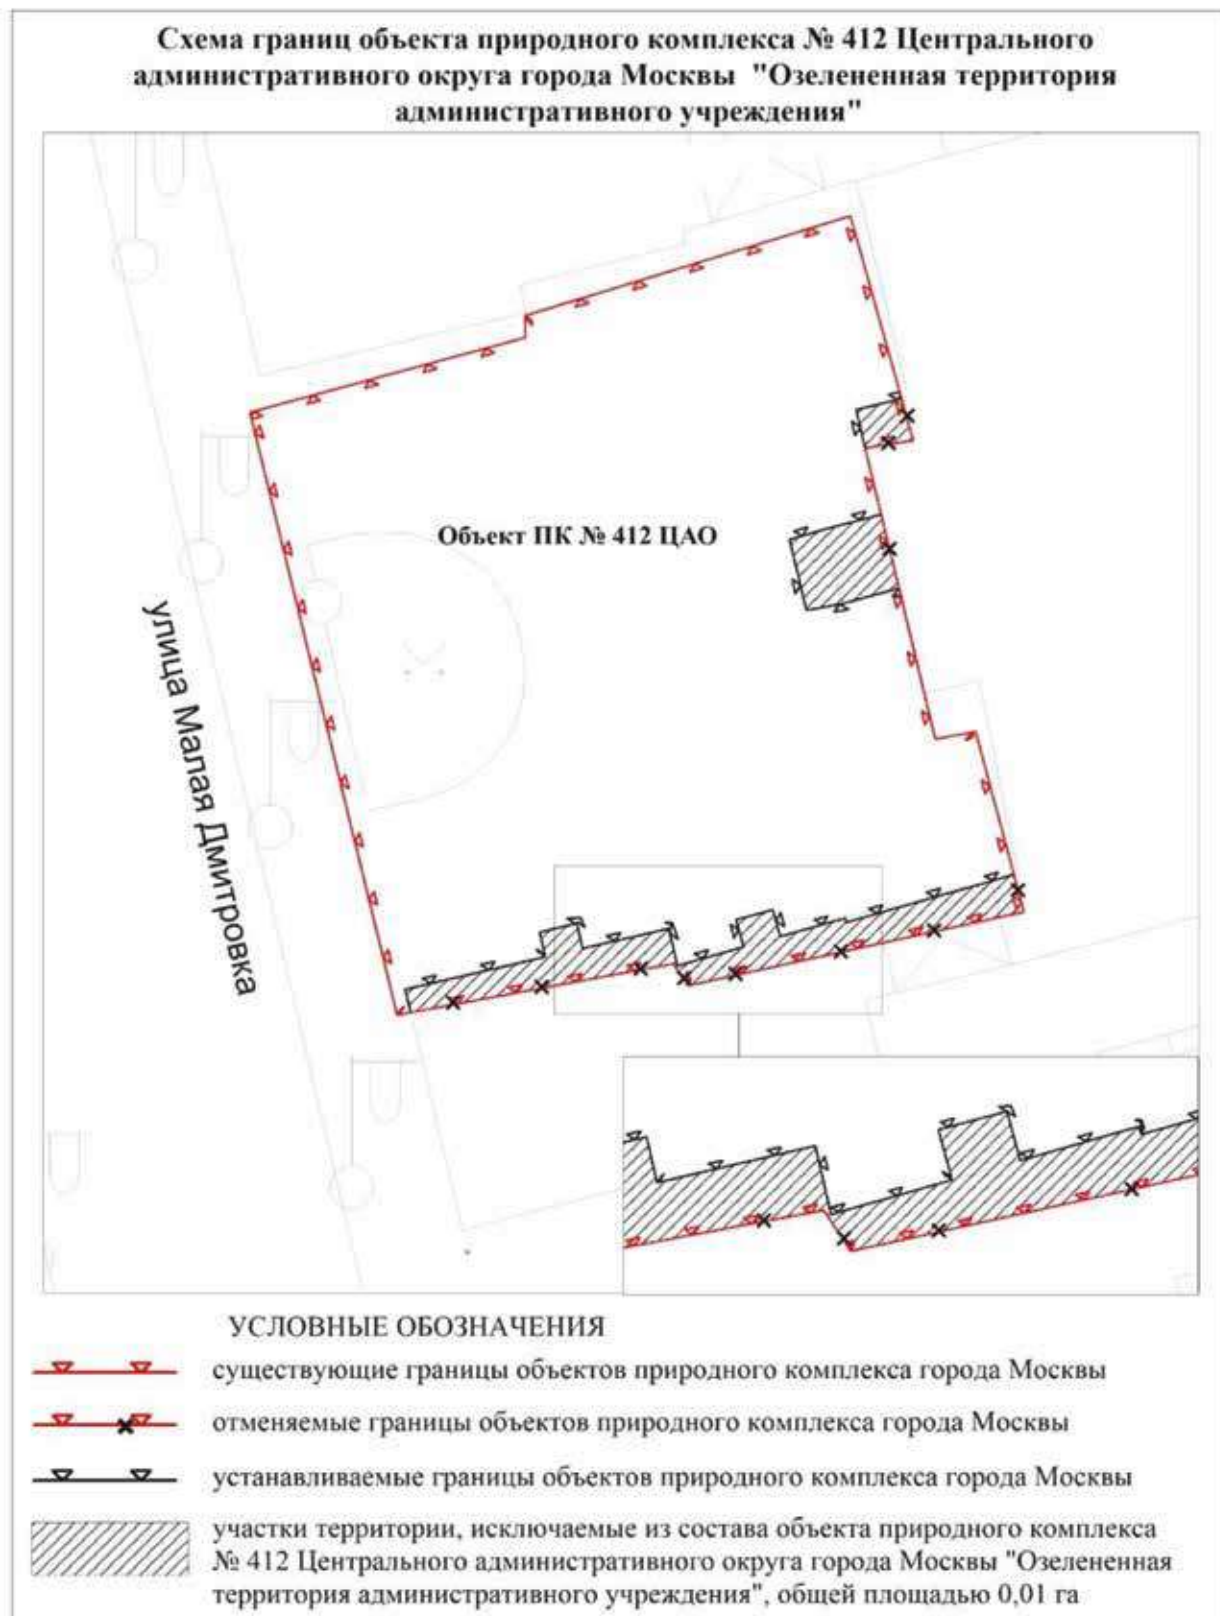 Схема границ объекта природного комплекса № 412 Центрального
административного округа города Москвы "Озелененная территория
административного учреждения"
Объект ПК № 412 ЦАО
улица Малая Дмитровка
УСЛОВНЫЕ ОБОЗНАЧЕНИЯ
существующие границы объектов природного комплекса города Москвы
отменяемые границы объектов природного комплекса города Москвы
устанавливаемые границы объектов природного комплекса города Москвы
участки территории, исключаемые из состава объекта природного комплекса
№ 412 Центрального административного округа города Москвы "Озелененная
территория административного учреждения", общей площадью 0,01 га